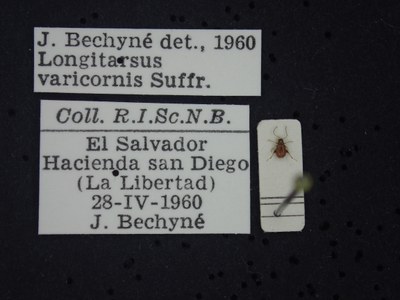 J. Bechyné det., 1960
Longitarsus
varicornis Suffr.
Coll. R.I.Sc.N.B.
El Salvador
Hacienda san Diego
(La Libertad)
28-IV-1960
J. Bechyné